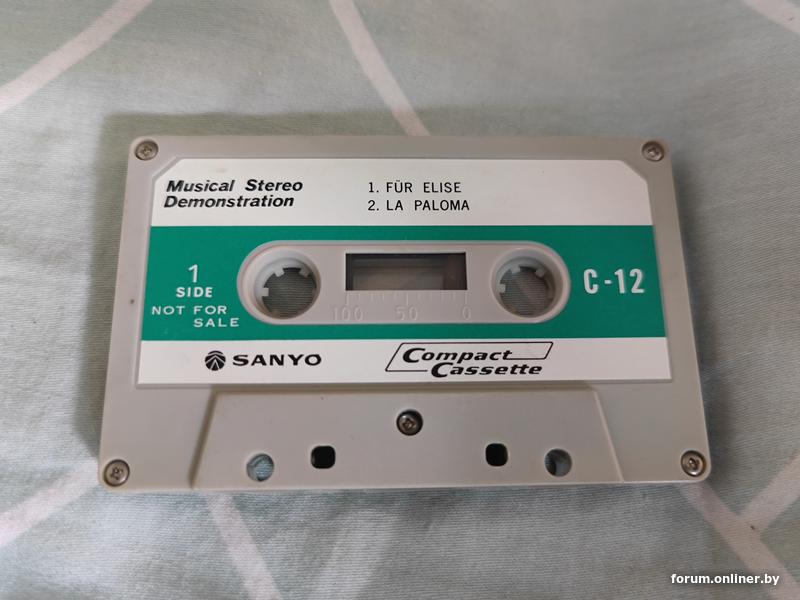 Musical Stereo
Demonstration
1. FÜR ELISE
2. LA PALOMA
1
SIDE
NOT FOR
SALE
100 50 0
C-12
SANYO
Compact
Cassette
forum.onliner.by